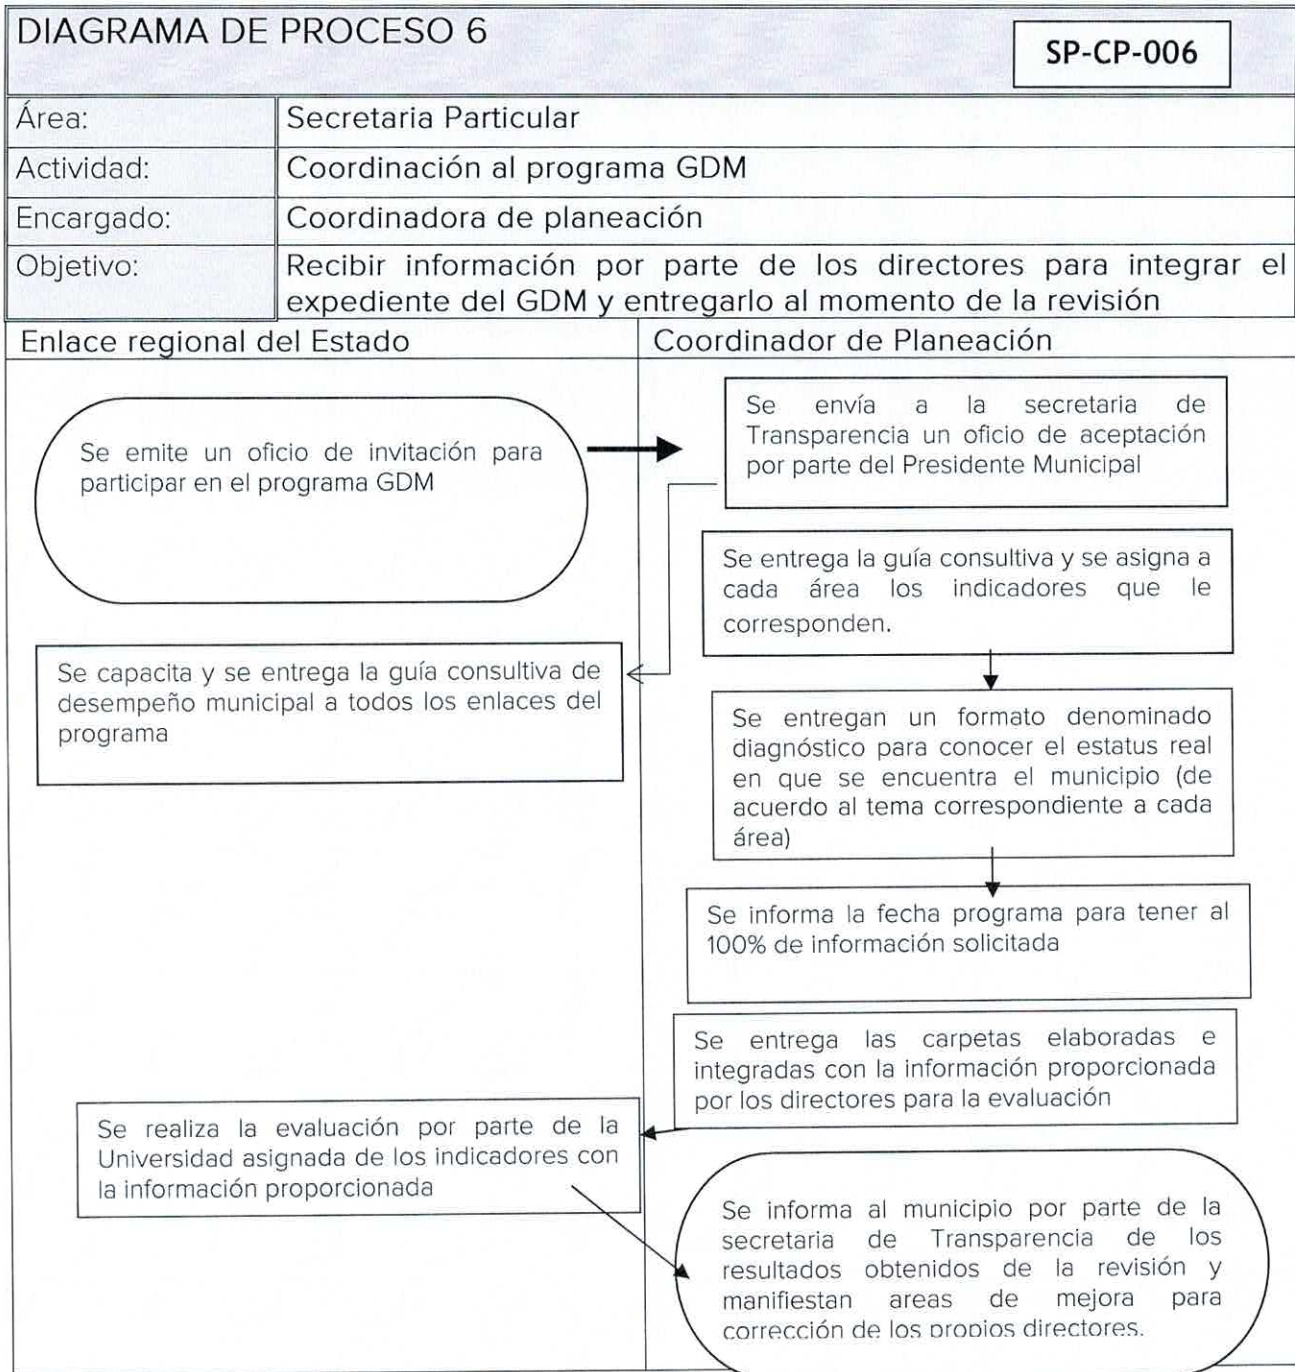 DIAGRAMA DE PROCESO 6
SP-CP-006
Área:
Secretaria Particular
Actividad:
Coordinación al programa GDM
Encargado:
Coordinadora de planeación
Objetivo:
Recibir información por parte de los directores para integrar el
expediente del GDM y entregarlo al momento de la revisión
Enlace regional del Estado
Coordinador de Planeación
Se emite un oficio de invitación para
participar en el programa GDM
Se envía a la secretaria de
Transparencia un oficio de aceptación
por parte del Presidente Municipal
Se capacita y se entrega la guía consultiva de
desempeño municipal a todos los enlaces del
programa
Se entrega la guía consultiva y se asigna a
cada área los indicadores que le
corresponden.
Se entregan un formato denominado
diagnóstico para conocer el estatus real
en que se encuentra el municipio (de
acuerdo al tema correspondiente a cada
área)
Se informa la fecha programa para tener al
100% de información solicitada
Se entrega las carpetas elaboradas e
integradas con la información proporcionada
por los directores para la evaluación
Se realiza la evaluación por parte de la
Universidad asignada de los indicadores con
la información proporcionada
Se informa al municipio por parte de la
secretaria de Transparencia de los
resultados obtenidos de la revisión y
manifiestan areas de mejora para
corrección de los propios directores.